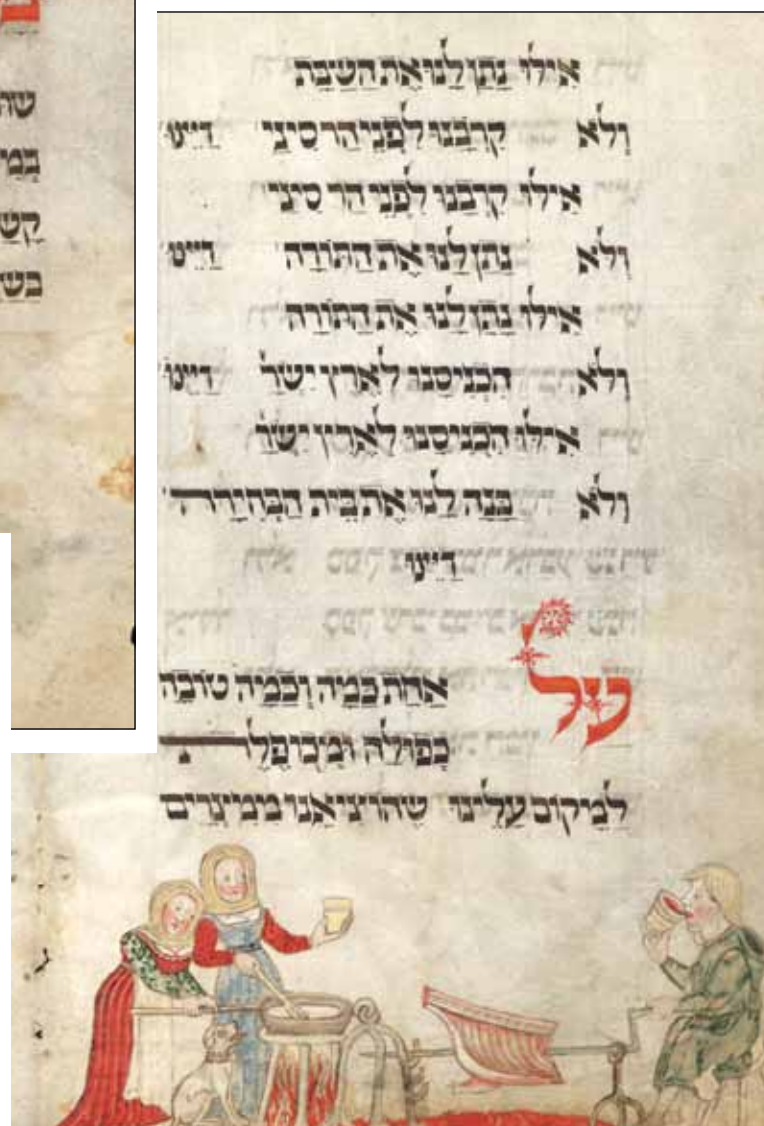 אילו נתן לנו את השבת
ולא קרבנו לפני הר סיני דיינו
אילו קרבנו לפני הר סיני
ולא נתן לנו את התורה דיינו
אילו נתן לנו את התורה
ולא הכניסנו לארץ ישר' דיינו
אילו הכניסנו לארץ ישר'
ולא בנה לנו את בית הבחירה
דיינו
על אחת כמה וכמה טובה
כפולה ומכופלת
למקום עלינו שהוציאנו ממצרים